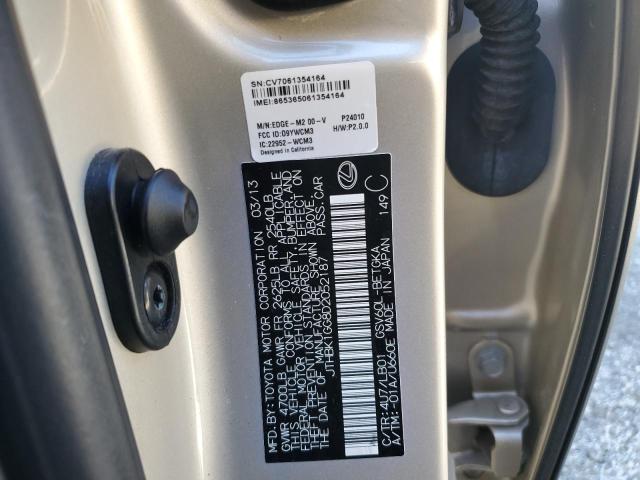 SN:CV7061354164
IMEI:865365061354164
M/N:EDGE-M2 00-V P24010
FCC ID:O9YWCM3 H/W:P2.0.0
IC:22952-WCM3
Designed in California
MFD.BY:TOYOTA MOTOR CORPORATION 03/13
GVWR 4707LB GAWR FR 2625LB RR 2540LB
THIS VEHICLE CONFORMS TO ALL APPLICABLE
FEDERAL MOTOR VEHICLE SAFETY, BUMPER, AND
THEFT PREVENTION STANDARDS IN EFFECT ON
THE DATE OF MANUFACTURE SHOWN ABOVE.
JTHBK1GG8D2052187 PASS.CAR
C/TR:4U7/LB01 GSV60L-BETGKA 149 C
A/TM:-01A/U660E MADE IN JAPAN